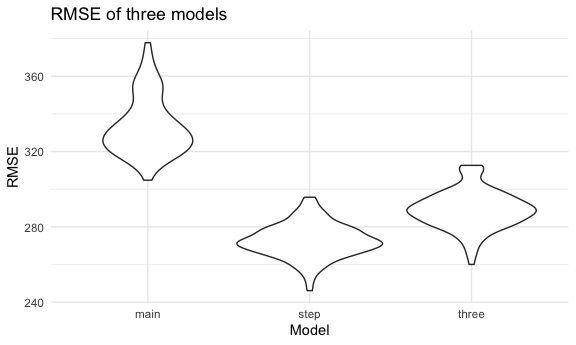 RMSE of three models
RMSE
360
320
280
240
main
step
three
Model